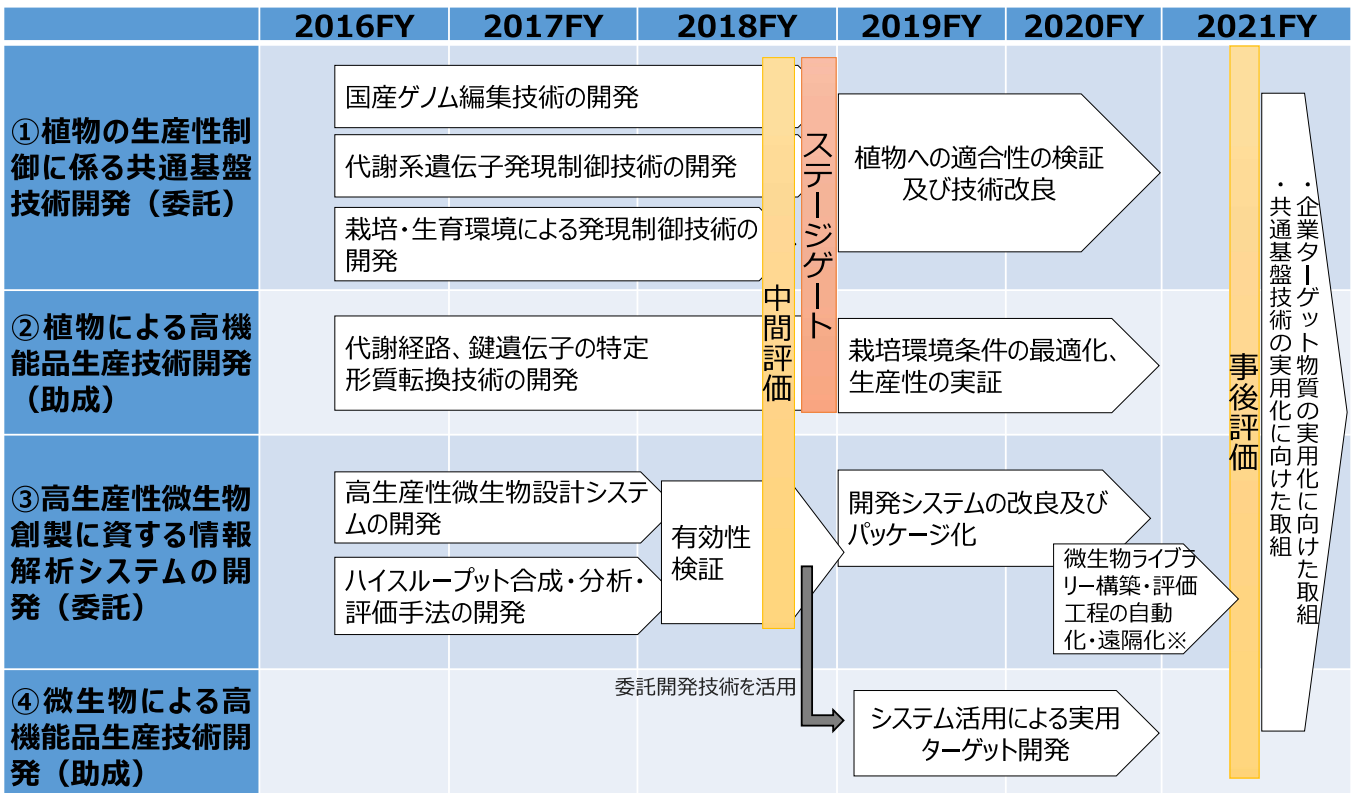 2016FY 2017FY 2018FY 2019FY 2020FY 2021FY
①植物の生産性制
御に係る共通基盤
技術開発（委託）
国産ゲノム編集技術の開発
代謝系遺伝子発現制御技術の開発
栽培・生育環境による発現制御技術の
開発
ステージゲート
植物への適合性の検証
及び技術改良
②植物による高機
能品生産技術開発
（助成）
代謝経路、鍵遺伝子の特定
形質転換技術の開発
中間評価
栽培環境条件の最適化、
生産性の実証
③高生産性微生物
創製に資する情報
解析システムの開
発（委託）
高生産性微生物設計システ
ムの開発
ハイスループット合成・分析・
評価手法の開発
有効性
検証
開発システムの改良及び
パッケージ化
微生物ライブラ
リー構築・評価
工程の自動
化・遠隔化※
④微生物による高
機能品生産技術開
発（助成）
委託開発技術を活用
システム活用による実用
ターゲット開発
事後評価
・企業ターゲット物質の実用化に向けた取組
・共通基盤技術の実用化に向けた取組